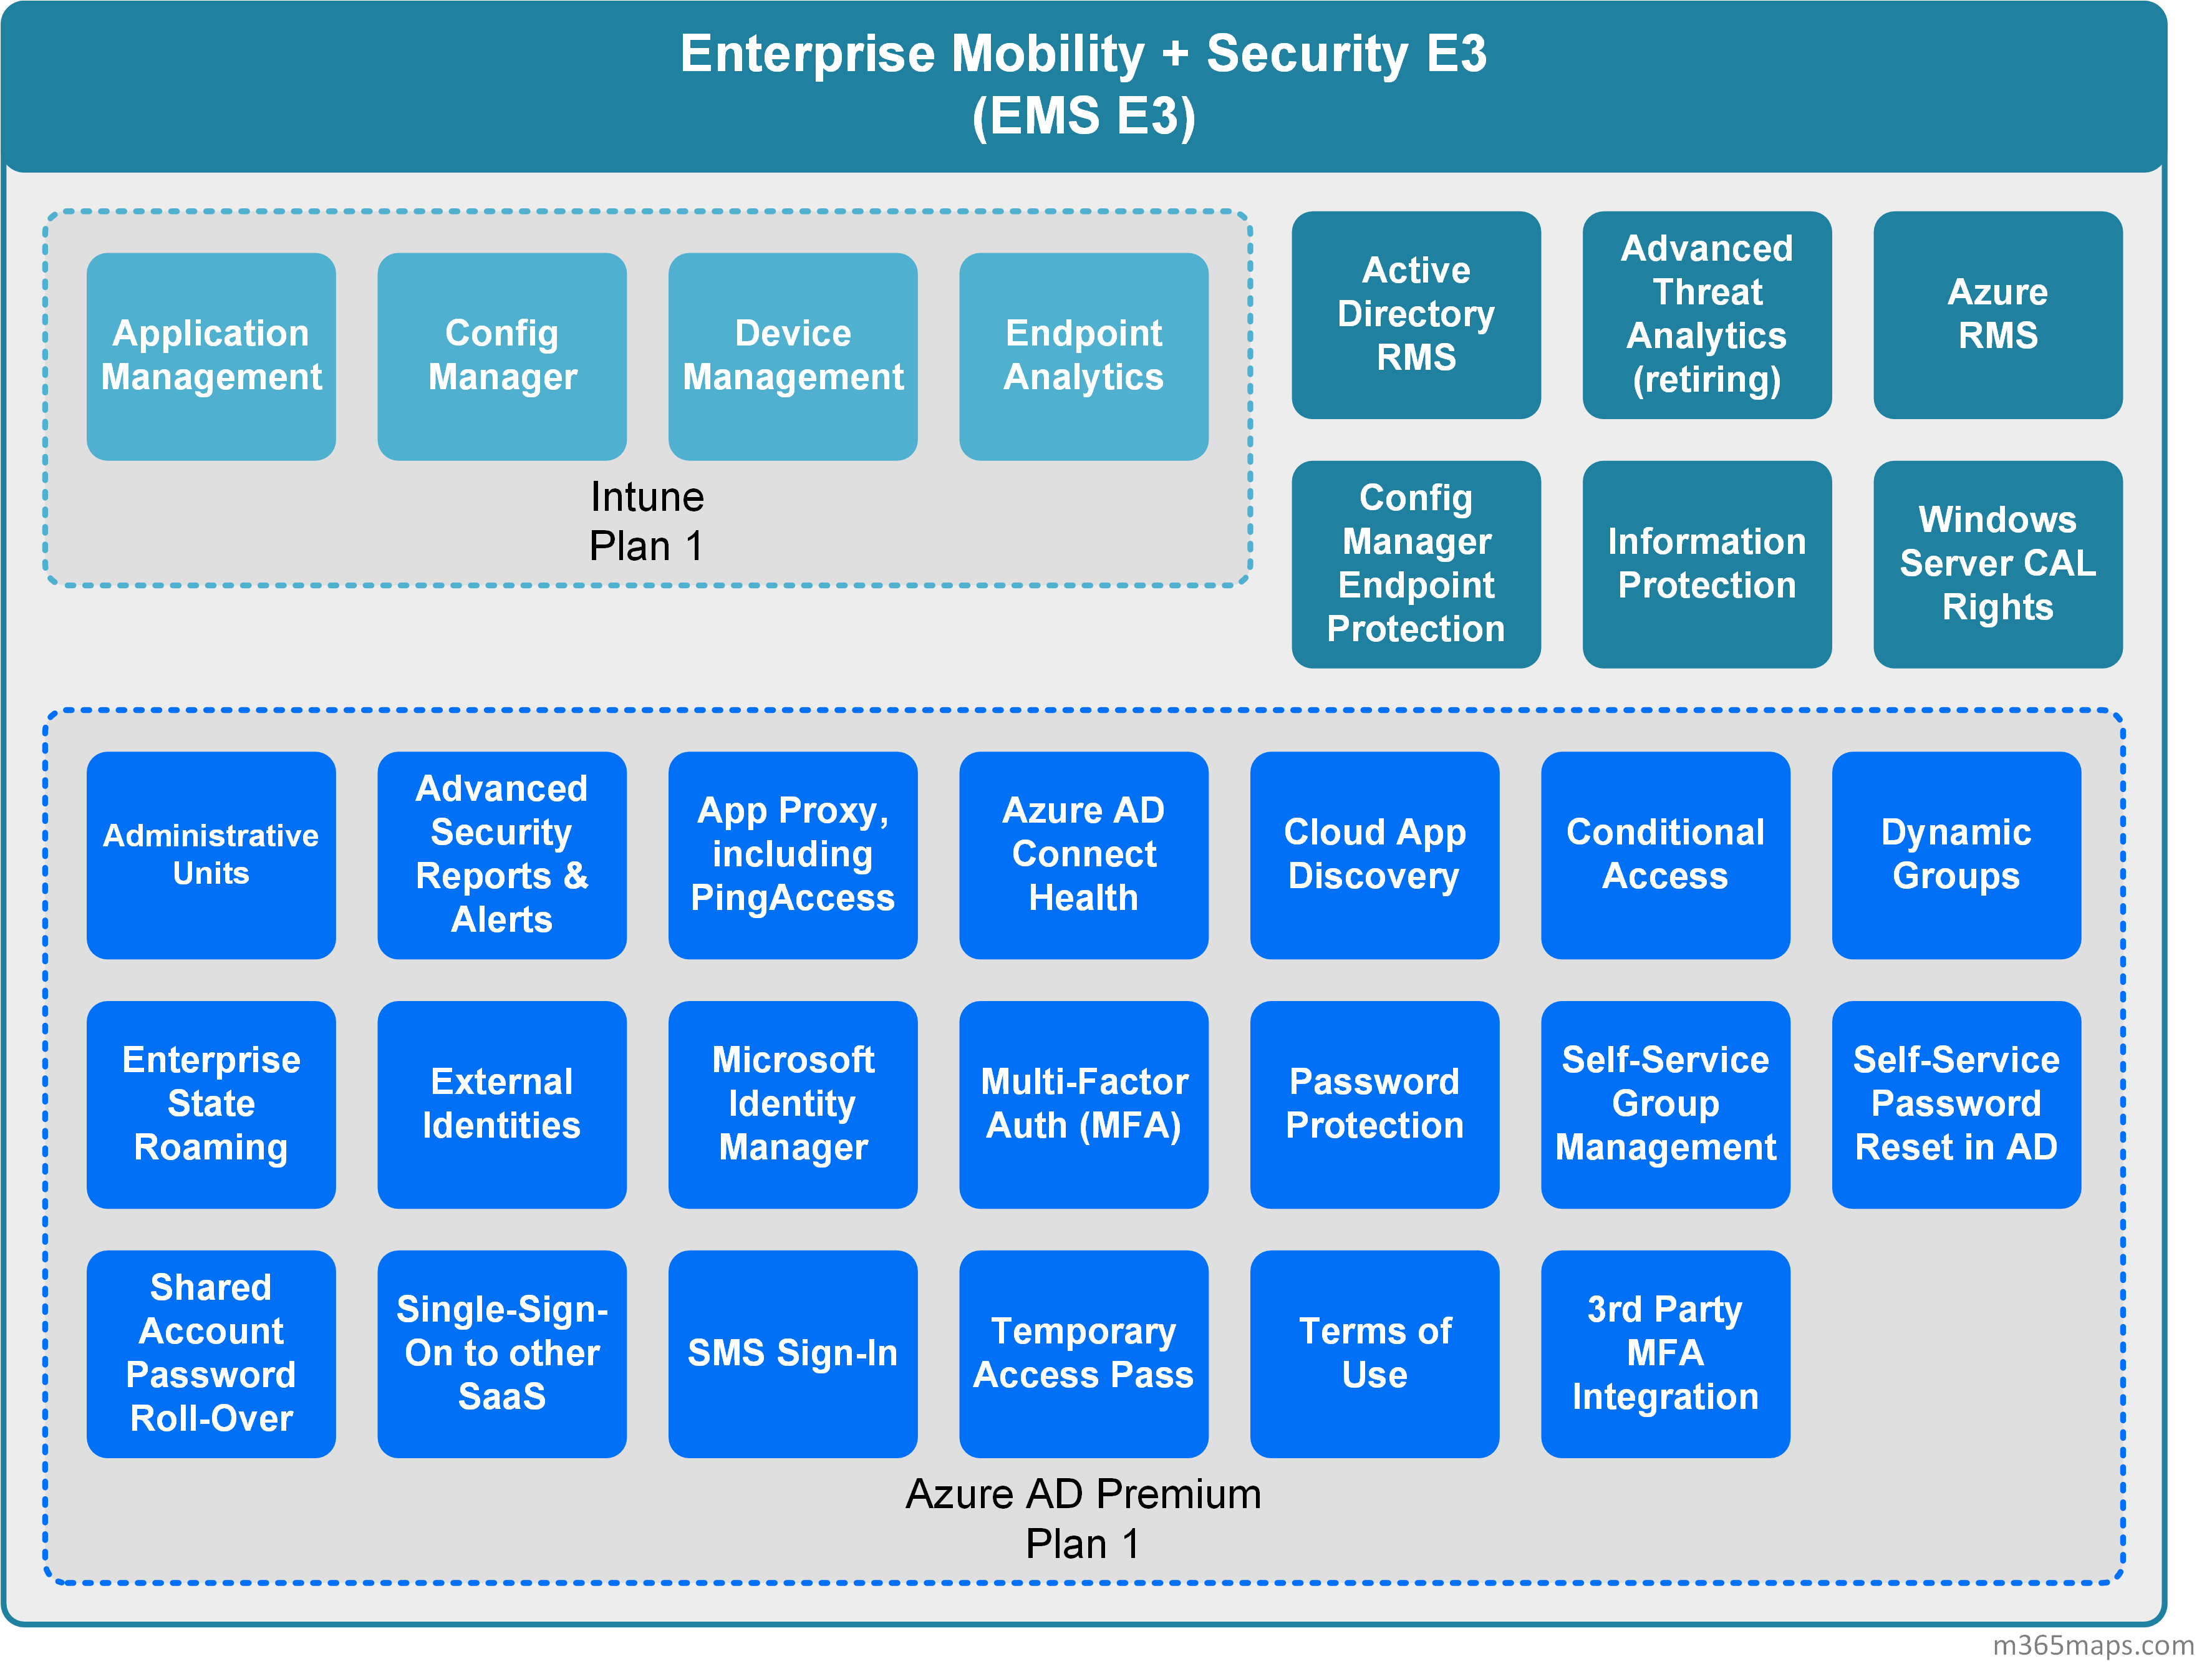 Enterprise Mobility + Security E3
(EMS E3)
Application
Management
Config
Manager
Device
Management
Endpoint
Analytics
Intune
Plan 1
Active
Directory
RMS
Advanced
Threat
Analytics
(retiring)
Azure
RMS
Config
Manager
Endpoint
Protection
Information
Protection
Windows
Server CAL
Rights
Administrative
Units
Advanced
Security
Reports &
Alerts
App Proxy,
including
PingAccess
Azure AD
Connect
Health
Cloud App
Discovery
Conditional
Access
Dynamic
Groups
Enterprise
State
Roaming
External
Identities
Microsoft
Identity
Manager
Multi-Factor
Auth (MFA)
Password
Protection
Self-Service
Group
Management
Self-Service
Password
Reset in AD
Shared
Account
Password
Roll-Over
Single-Sign-
On to other
SaaS
SMS Sign-In
Temporary
Access Pass
Terms of
Use
3rd Party
MFA
Integration
Azure AD Premium
Plan 1
m365maps.com